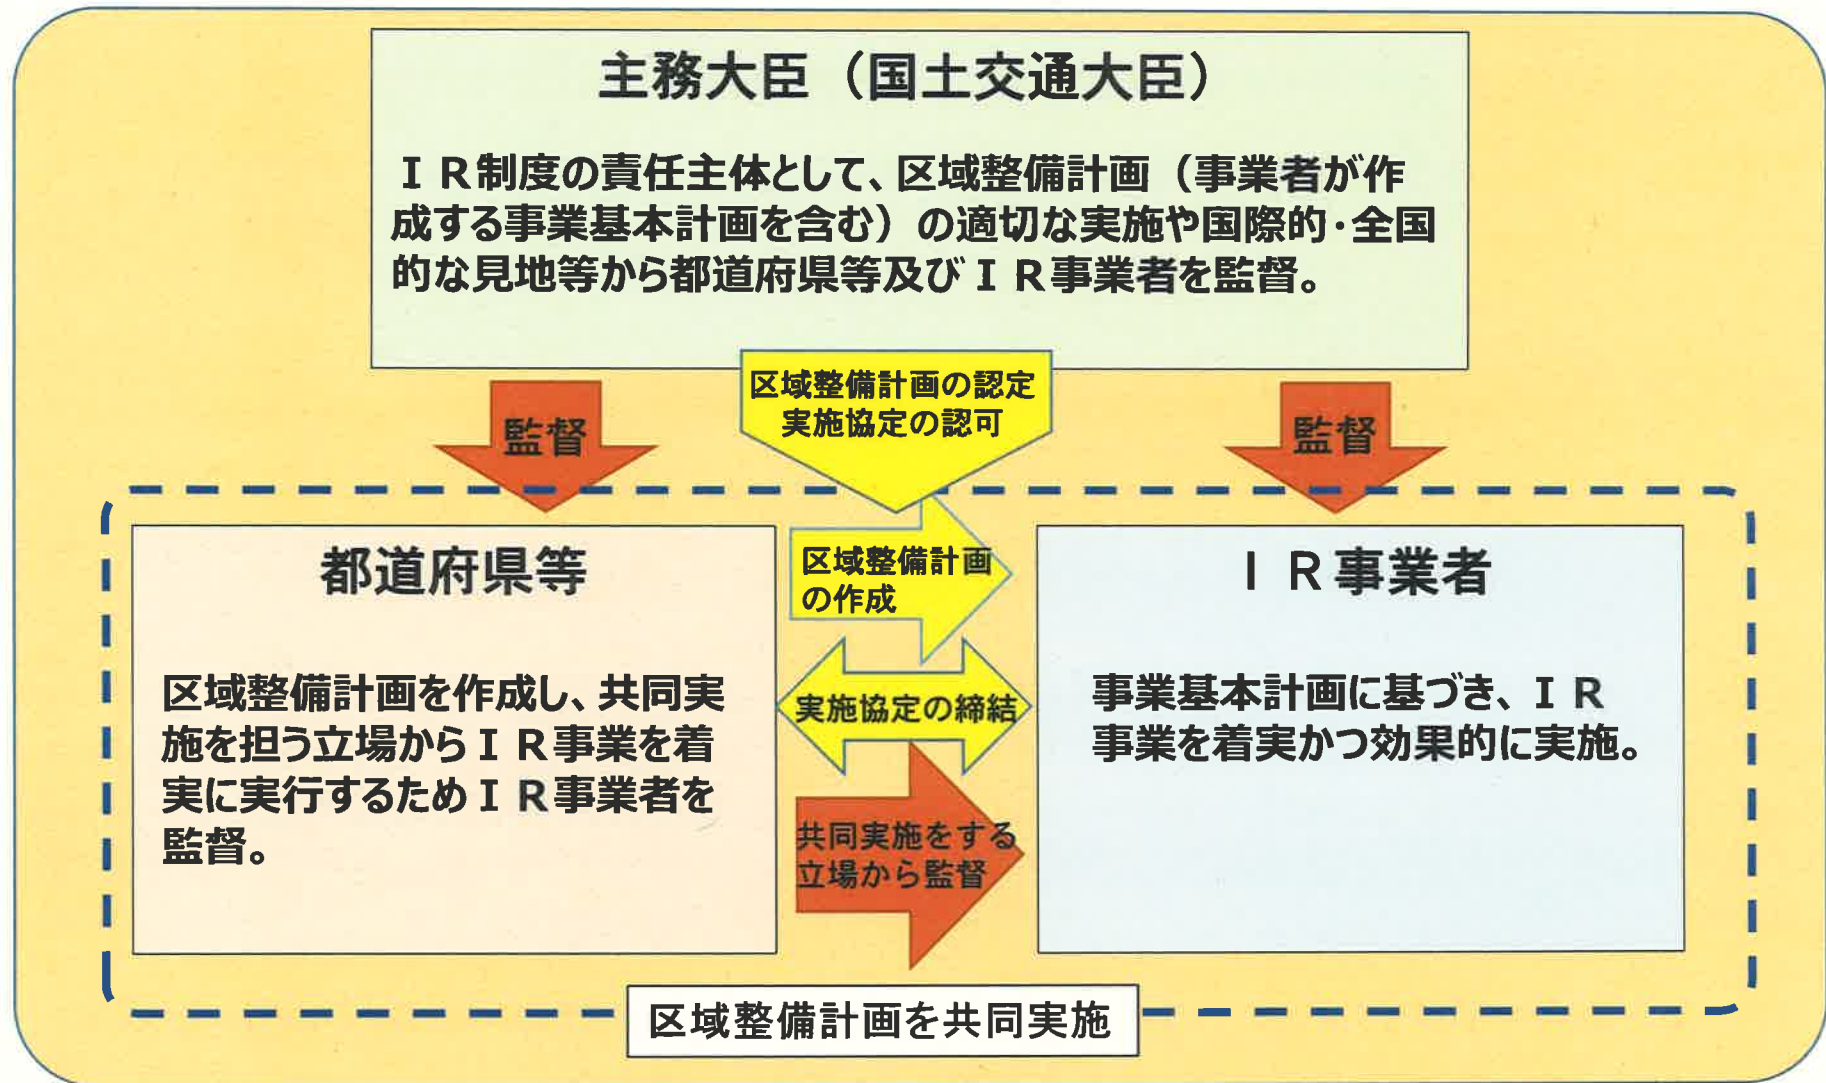 主務大臣（国土交通大臣）
ＩＲ制度の責任主体として、区域整備計画（事業者が作
成する事業基本計画を含む）の適切な実施や国際的・全国
的な見地等から都道府県等及びＩＲ事業者を監督。
区域整備計画の認定
実施協定の認可
監督
監督
都道府県等
区域整備計画を作成し、共同実
施を担う立場からＩＲ事業を着
実に実行するためＩＲ事業者を
監督。
区域整備計画
の作成
実施協定の締結
共同実施をする
立場から監督
ＩＲ事業者
事業基本計画に基づき、ＩＲ
事業を着実かつ効果的に実施。
区域整備計画を共同実施